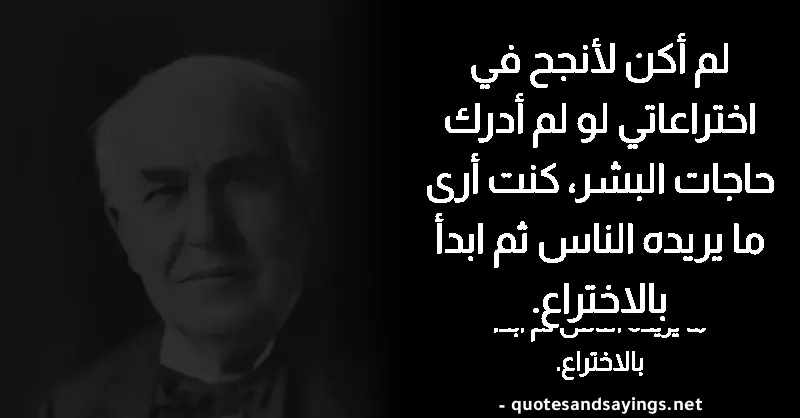 لم أكن لأنجح في
اختراعاتي لو لم أدرك
حاجات البشر، كنت أرى
ما يريده الناس ثم ابدأ
بالاختراع.
بالاختراع.
- quotesandsayings.net